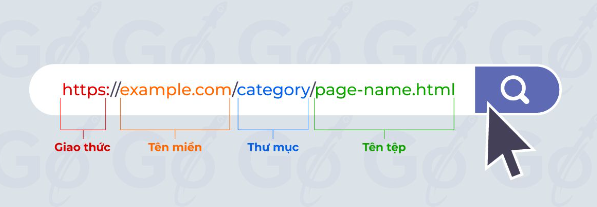 https://example.com/category/page-name.html
Giao thức Tên miền Thư mục Tên tệp